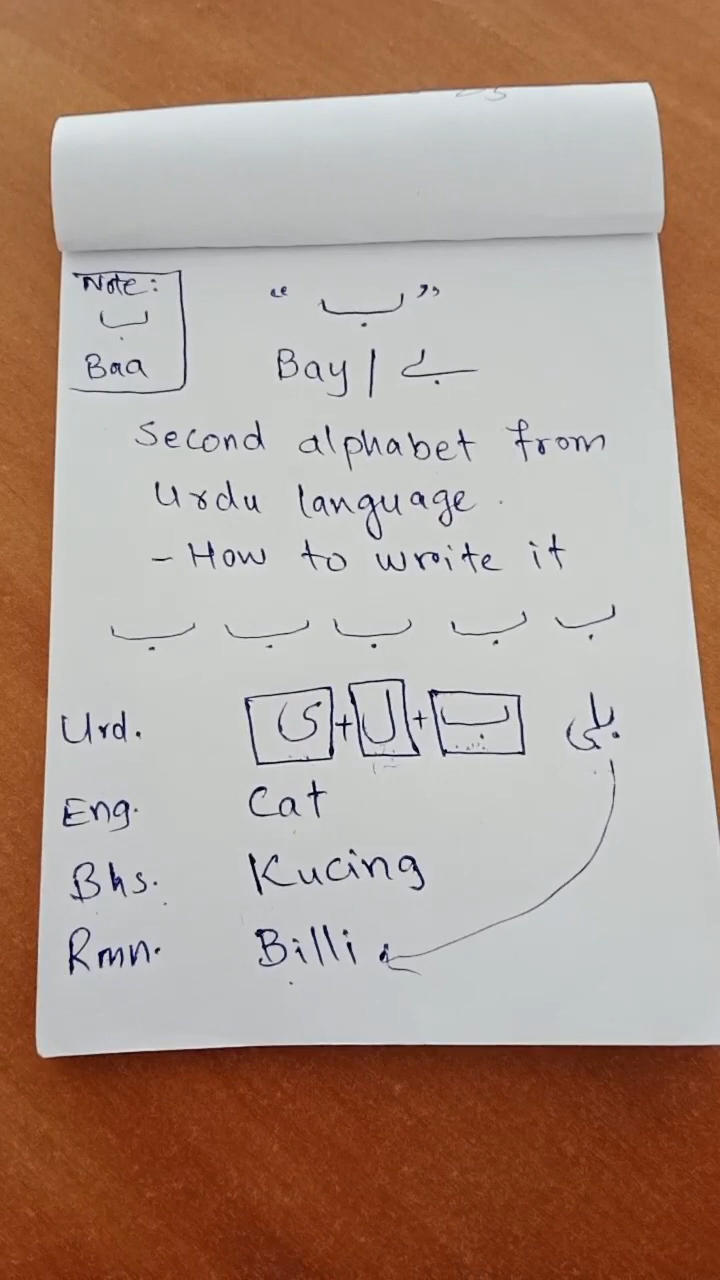 Note:
ب
Baa
“ ب ”
Bay / بے
Second alphabet from
Urdu language.
- How to write it
ب ب ب ب ب
Urd. ی + ل + ب بلی
Eng. Cat
Bhs. Kucing
Rmn. Billi